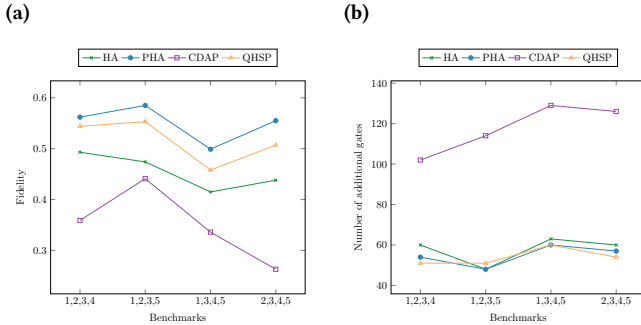 (a)
HA PHA CDAP QHSP
0.6
0.5
0.4
0.3
Fidelity
1,2,3,4 1,2,3,5 1,3,4,5 2,3,4,5
Benchmarks
(b)
HA PHA CDAP QHSP
140
120
100
80
60
40
Number of additional gates
1,2,3,4 1,2,3,5 1,3,4,5 2,3,4,5
Benchmarks